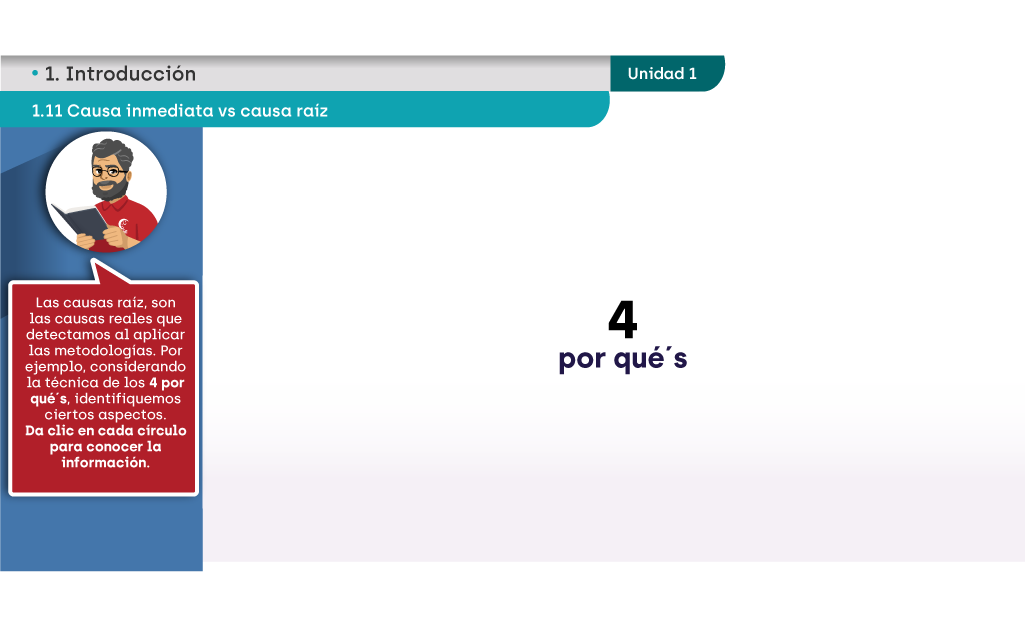 • 1. Introducción
Unidad 1
1.11 Causa inmediata vs causa raíz
Las causas raíz, son
las causas reales que
detectamos al aplicar
las metodologías. Por
ejemplo, considerando
la técnica de los 4 por
qué´s, identifiquemos
ciertos aspectos.
Da clic en cada círculo
para conocer la
información.
4
por qué´s